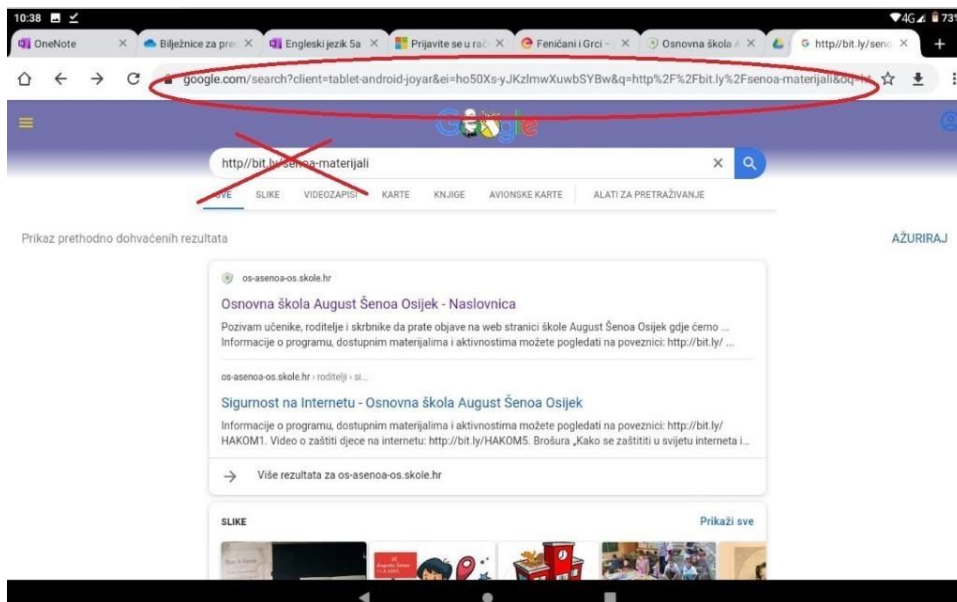 10:38 4G 73%
OneNote Bilježnice za pre Engleski jezik 5a Prijavite se u rač Feničani i Grci – Osnovna škola A http//bit.ly/seno
google.com/search?client=tablet-android-joyar&ei=ho50Xs-yJKzlmwXuwbSYBw&q=http%2F%2Fbit.ly%2Fsenoa-materijali&oq=ht
Google
http//bit.ly/senoa-materijali
SVE SLIKE VIDEOZAPISI KARTE KNJIGE AVIONSKE KARTE ALATI ZA PRETRAŽIVANJE
Prikaz prethodno dohvaćenih rezultata AŽURIRAJ
os-asenoa-os.skole.hr
Osnovna škola August Šenoa Osijek - Naslovnica
Pozivam učenike, roditelje i skrbnike da prate objave na web stranici škole August Šenoa Osijek gdje ćemo ...
Informacije o programu, dostupnim materijalima i aktivnostima možete pogledati na poveznici: http://bit.ly/ ...
os-asenoa-os.skole.hr › roditelji › si...
Sigurnost na Internetu - Osnovna škola August Šenoa Osijek
Informacije o programu, dostupnim materijalima i aktivnostima možete pogledati na poveznici: http://bit.ly/
HAKOM1. Video o zaštiti djece na internetu: http://bit.ly/HAKOM5. Brošura „Kako se zaštititi u svijetu interneta i...
Više rezultata za os-asenoa-os.skole.hr
SLIKE Prikaži sve